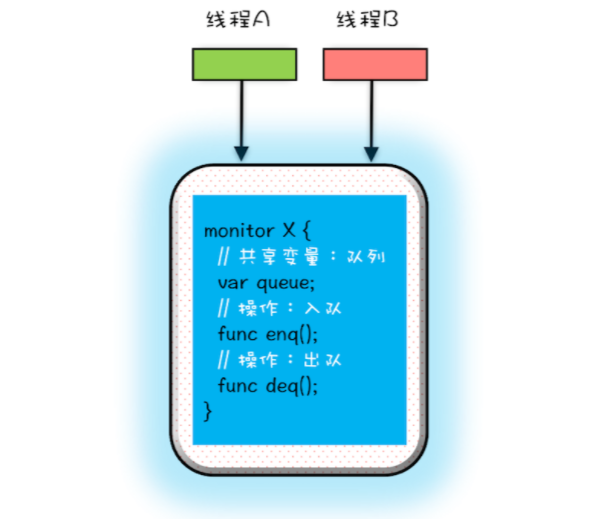 线程A 线程B
monitor X {
// 共享变量：队列
var queue;
// 操作：入队
func enq();
// 操作：出队
func deq();
}